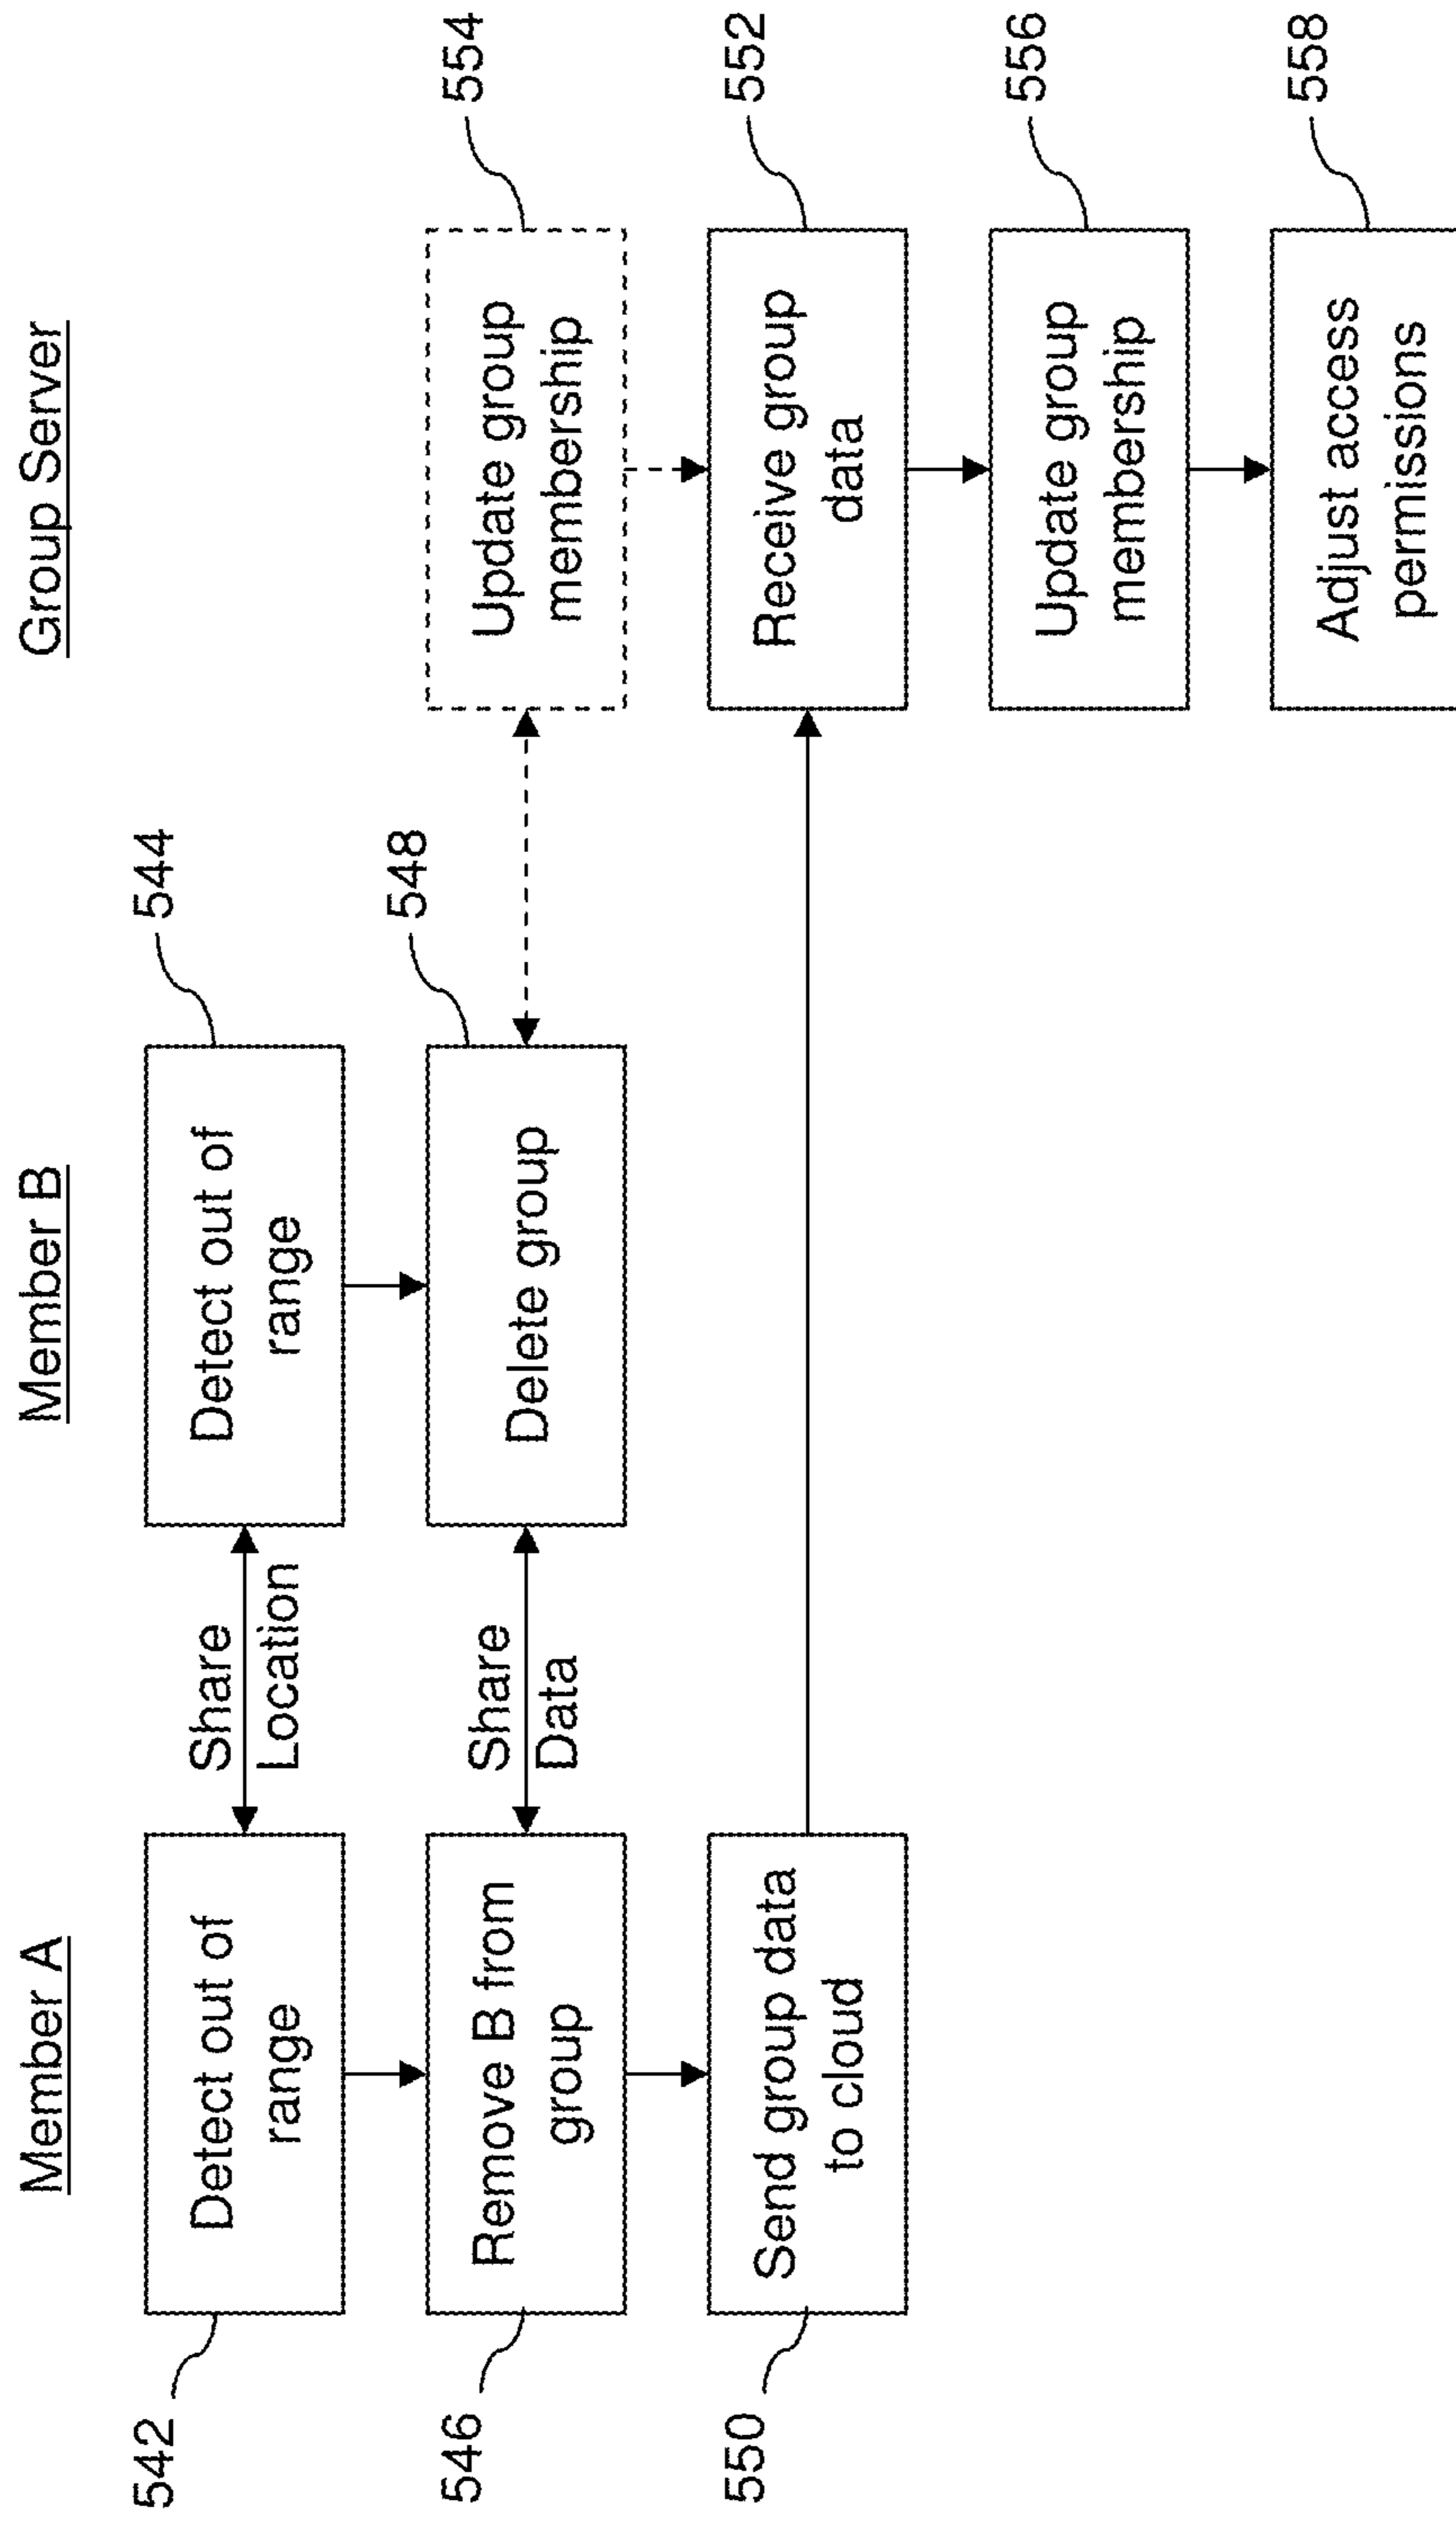 Member A
Member B
Group Server
542
Detect out of
range
Share
Location
Detect out of
range
544
546
Remove B from
group
Share
Data
Delete group
548
Update group
membership
554
550
Send group data
to cloud
Receive group
data
552
Update group
membership
556
Adjust access
permissions
558